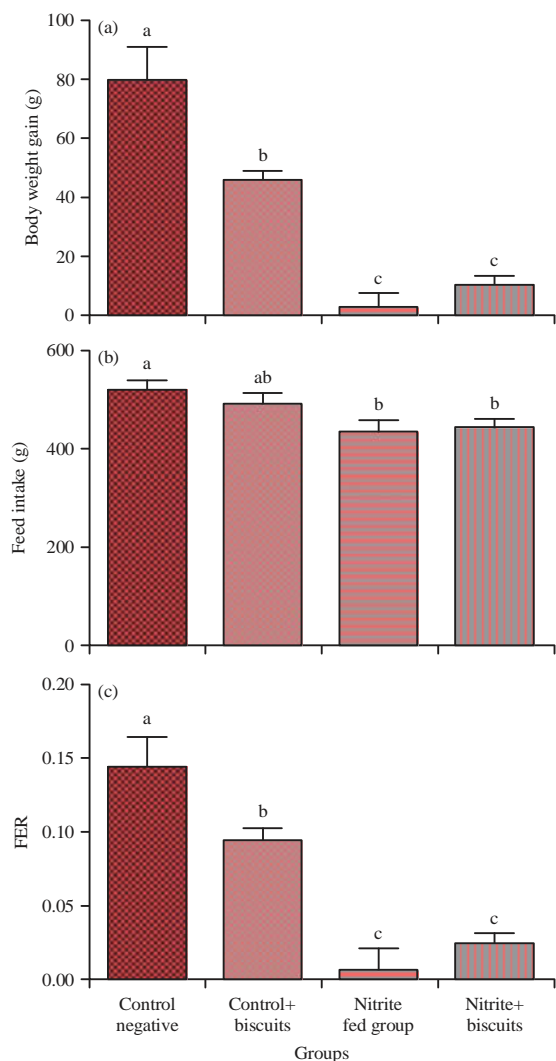 (a)
Body weight gain (g)
100
80
60
40
20
0
a
b
c
c
(b)
Feed intake (g)
600
400
200
0
a
ab
b
b
(c)
FER
0.20
0.15
0.10
0.05
0.00
a
b
c
c
Control
negative
Control+
biscuits
Nitrite
fed group
Nitrite+
biscuits
Groups